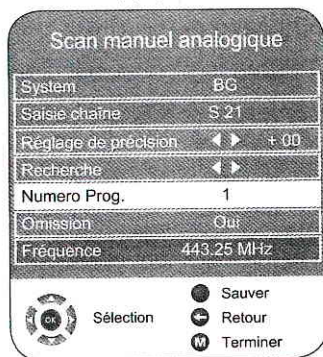 Scan manuel analogique
System BG
Saisie chaîne S 21
Réglage de précision + 00
Recherche
Numero Prog. 1
Omission Oui
Fréquence 443.25 MHz
OK Sélection
Sauver
Retour
M Terminer